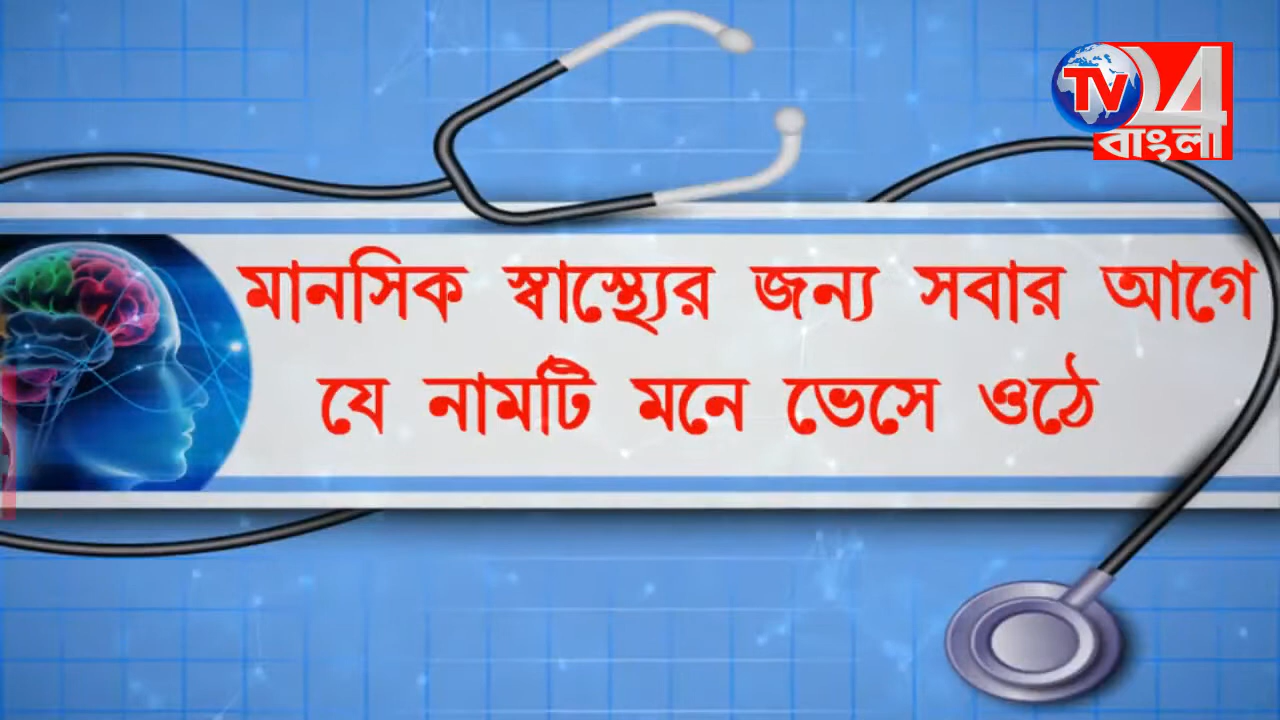 TV 24
বাংলা
মানসিক স্বাস্থ্যের জন্য সবার আগে
যে নামটি মনে ভেসে ওঠে